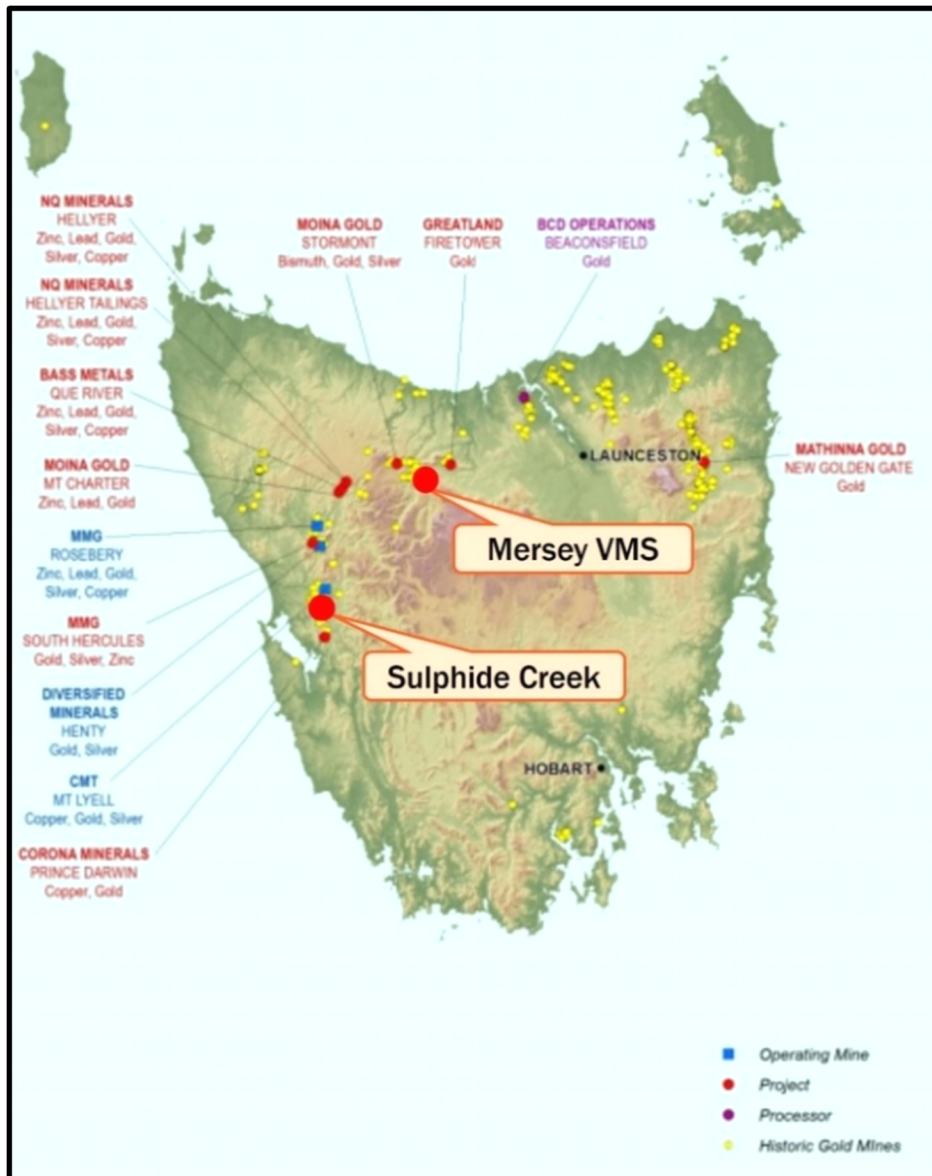 NQ MINERALS
HELLYER
Zinc, Lead, Gold,
Silver, Copper
NQ MINERALS
HELLYER TAILINGS
Zinc, Lead, Gold,
Siver, Copper
BASS METALS
QUE RIVER
Zinc, Lead, Gold,
Silver, Copper
MOINA GOLD
MT CHARTER
Zinc, Lead, Gold
MMG
ROSEBERY
Zinc, Lead, Gold,
Silver, Copper
MMG
SOUTH HERCULES
Gold, Silver, Zinc
DIVERSIFIED
MINERALS
HENTY
Gold, Silver
CMT
MT LYELL
Copper, Gold, Silver
CORONA MINERALS
PRINCE DARWIN
Copper, Gold
MOINA GOLD
STORMONT
Bismuth, Gold, Silver
GREATLAND
FIRETOWER
Gold
BCD OPERATIONS
BEACONSFIELD
Gold
LAUNCESTON
MATHINNA GOLD
NEW GOLDEN GATE
Gold
Mersey VMS
Sulphide Creek
HOBART
Operating Mine
Project
Processor
Historic Gold MInes